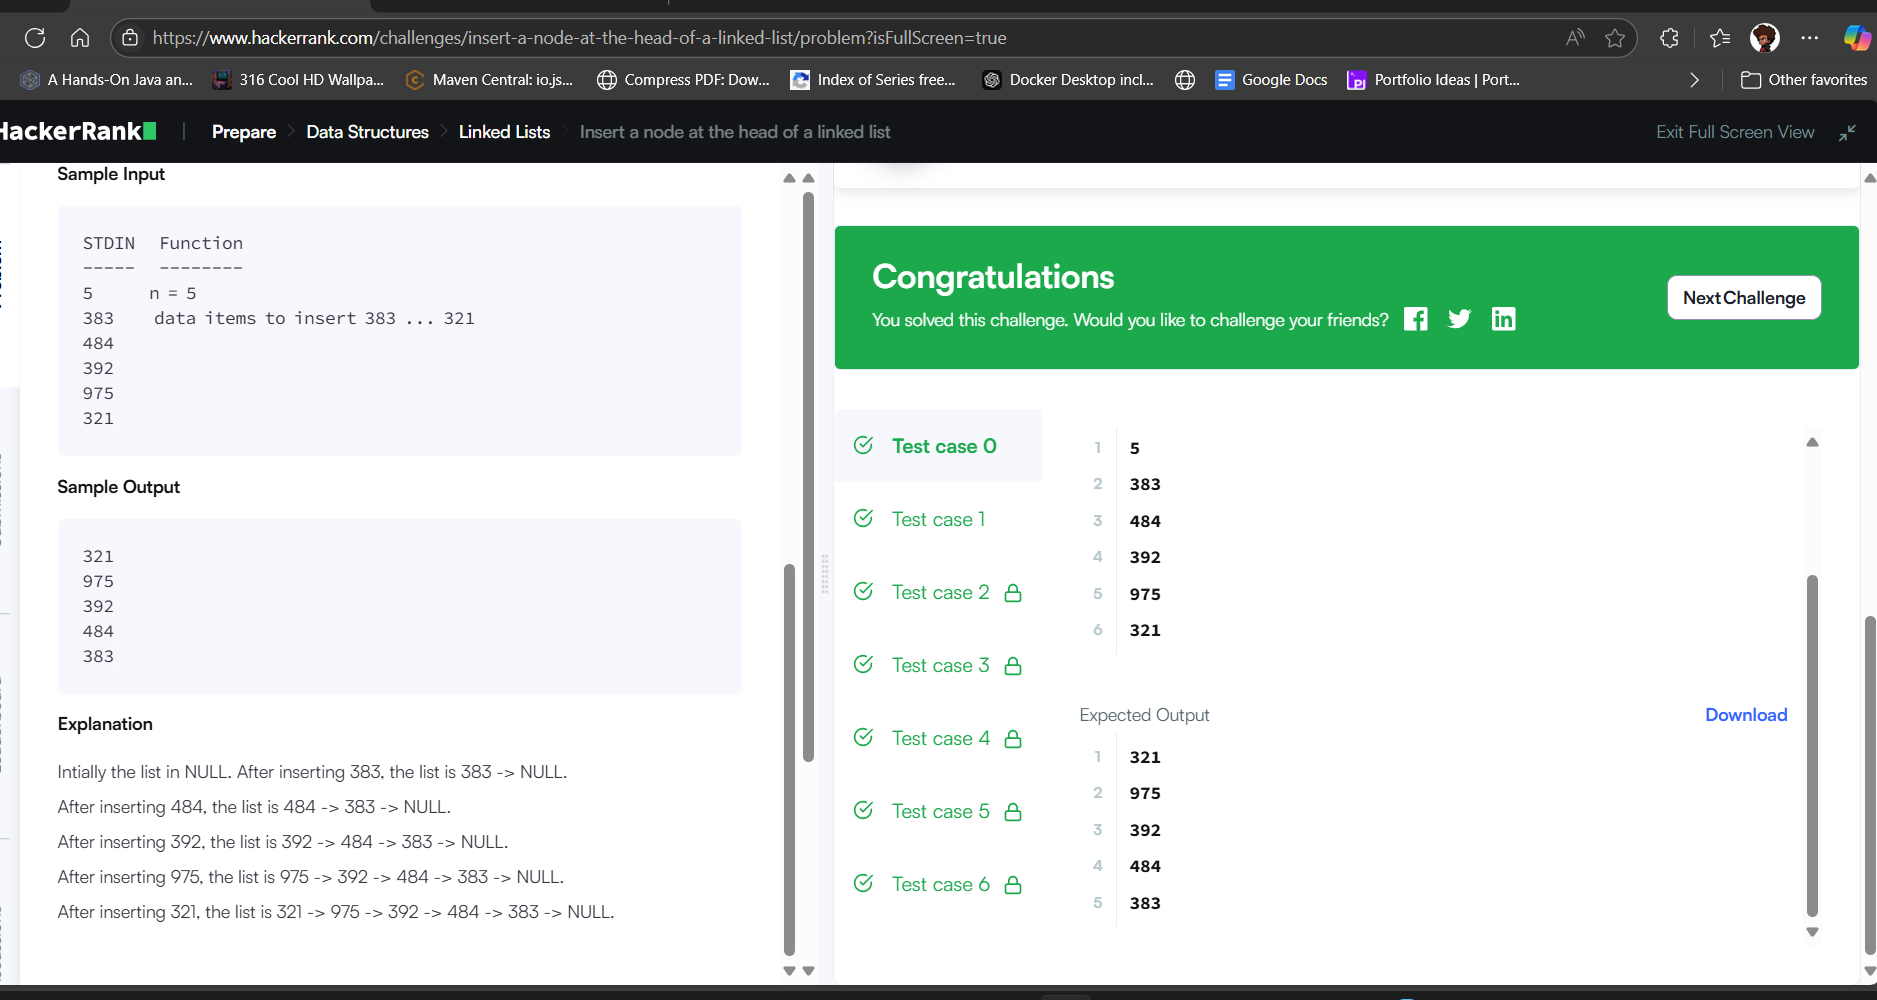 https://www.hackerrank.com/challenges/insert-a-node-at-the-head-of-a-linked-list/problem?isFullScreen=true
A Hands-On Java an... 316 Cool HD Wallpa... Maven Central: io.js... Compress PDF: Dow... Index of Series free... Docker Desktop incl... Google Docs Portfolio Ideas | Port... Other favorites
HackerRank | Prepare > Data Structures > Linked Lists > Insert a node at the head of a linked list Exit Full Screen View
Sample Input
STDIN Function
----- --------
5 n = 5
383 data items to insert 383 ... 321
484
392
975
321
Sample Output
321
975
392
484
383
Explanation
Intially the list in NULL. After inserting 383, the list is 383 -> NULL.
After inserting 484, the list is 484 -> 383 -> NULL.
After inserting 392, the list is 392 -> 484 -> 383 -> NULL.
After inserting 975, the list is 975 -> 392 -> 484 -> 383 -> NULL.
After inserting 321, the list is 321 -> 975 -> 392 -> 484 -> 383 -> NULL.
Congratulations
You solved this challenge. Would you like to challenge your friends?
Next Challenge
Test case 0
Test case 1
Test case 2
Test case 3
Test case 4
Test case 5
Test case 6
1 5
2 383
3 484
4 392
5 975
6 321
Expected Output Download
1 321
2 975
3 392
4 484
5 383